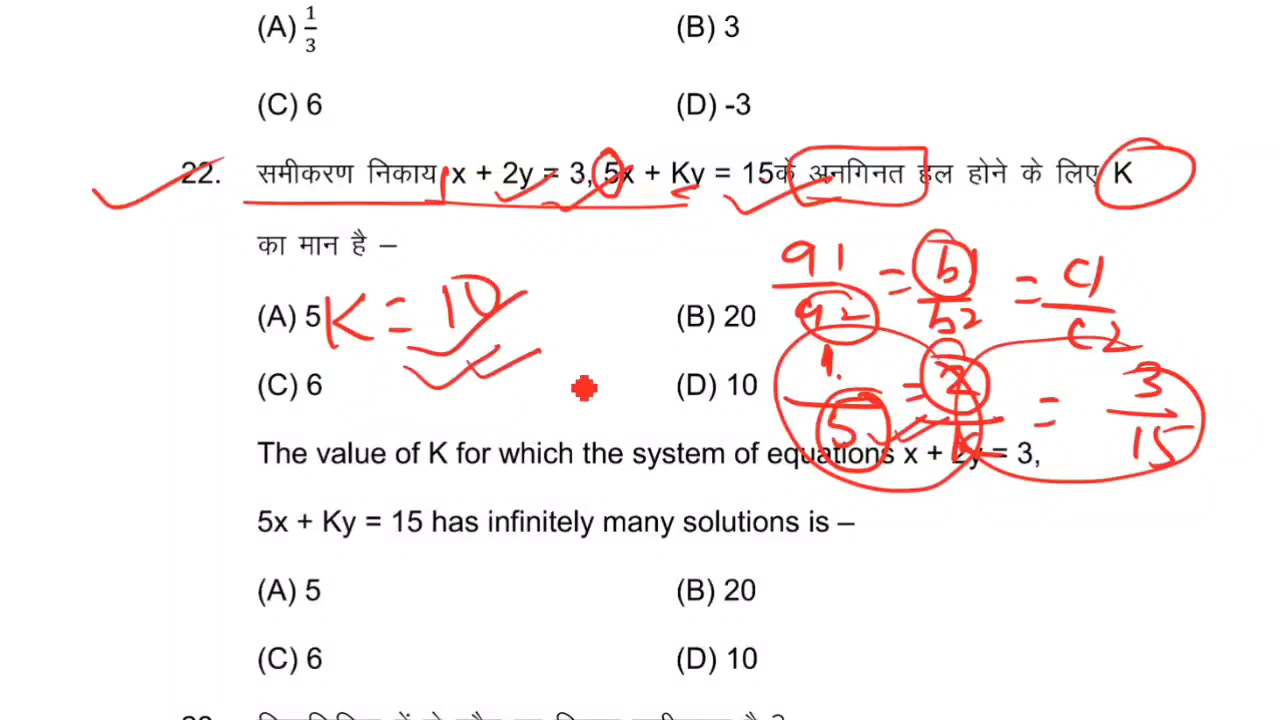 (A) 1/3 (B) 3
(C) 6 (D) -3
22. समीकरण निकाय x + 2y = 3, 5x + Ky = 15के अनगिनत हल होने के लिए K
का मान है –
a1/a2 = b1/b2 = c1/c2
(A) 5 K = 10 (B) 20
1/5 = 2/K = 3/15
(C) 6 (D) 10
The value of K for which the system of equations x + 2y = 3,
5x + Ky = 15 has infinitely many solutions is –
(A) 5 (B) 20
(C) 6 (D) 10